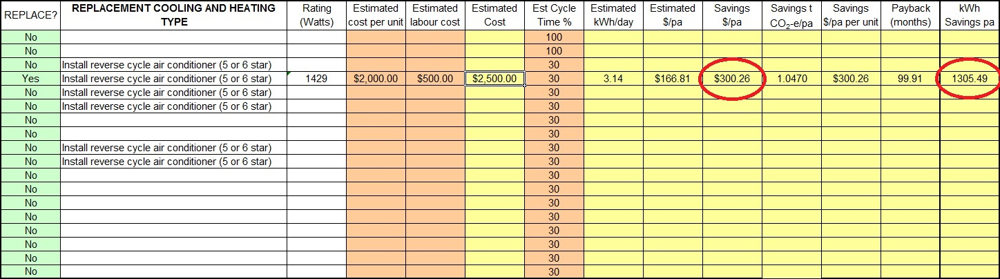 REPLACE? REPLACEMENT COOLING AND HEATING TYPE Rating (Watts) Estimated cost per unit Estimated labour cost Estimated Cost Est Cycle Time % Estimated kWh/day Estimated $/pa Savings $/pa Savings t CO2-e/pa Savings $/pa per unit Payback (months) kWh Savings pa
No 100
No 100
No Install reverse cycle air conditioner (5 or 6 star) 30
Yes Install reverse cycle air conditioner (5 or 6 star) 1429 $2,000.00 $500.00 $2,500.00 30 3.14 $166.81 $300.26 1.0470 $300.26 99.91 1305.49
No Install reverse cycle air conditioner (5 or 6 star) 30
No Install reverse cycle air conditioner (5 or 6 star) 30
No 30
No 30
No Install reverse cycle air conditioner (5 or 6 star) 30
No Install reverse cycle air conditioner (5 or 6 star) 30
No 30
No 30
No 30
No 30
No 30
No 30
No 30
No 30